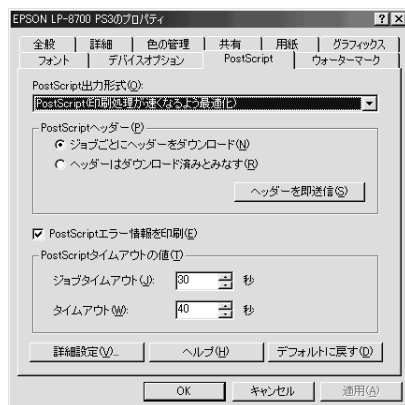 EPSON LP-8700 PS3のプロパティ
全般 詳細 色の管理 共有 用紙 グラフィックス
フォント デバイスオプション PostScript ウォーターマーク
PostScript出力形式(O):
PostScript(印刷処理が速くなるよう最適化)
PostScriptヘッダー(P)
ジョブごとにヘッダーをダウンロード(N)
ヘッダーはダウンロード済みとみなす(R)
ヘッダーを即送信(S)
PostScriptエラー情報を印刷(E)
PostScriptタイムアウトの値(T)
ジョブタイムアウト(J): 30 秒
タイムアウト(W): 40 秒
詳細設定(V)... ヘルプ(H) デフォルトに戻す(D)
OK キャンセル 適用(A)